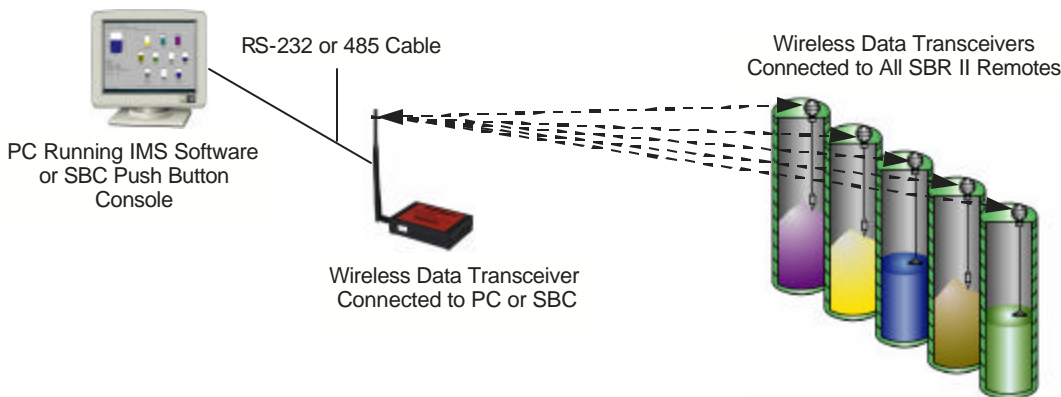 RS-232 or 485 Cable
Wireless Data Transceivers
Connected to All SBR II Remotes
PC Running IMS Software
or SBC Push Button
Console
Wireless Data Transceiver
Connected to PC or SBC